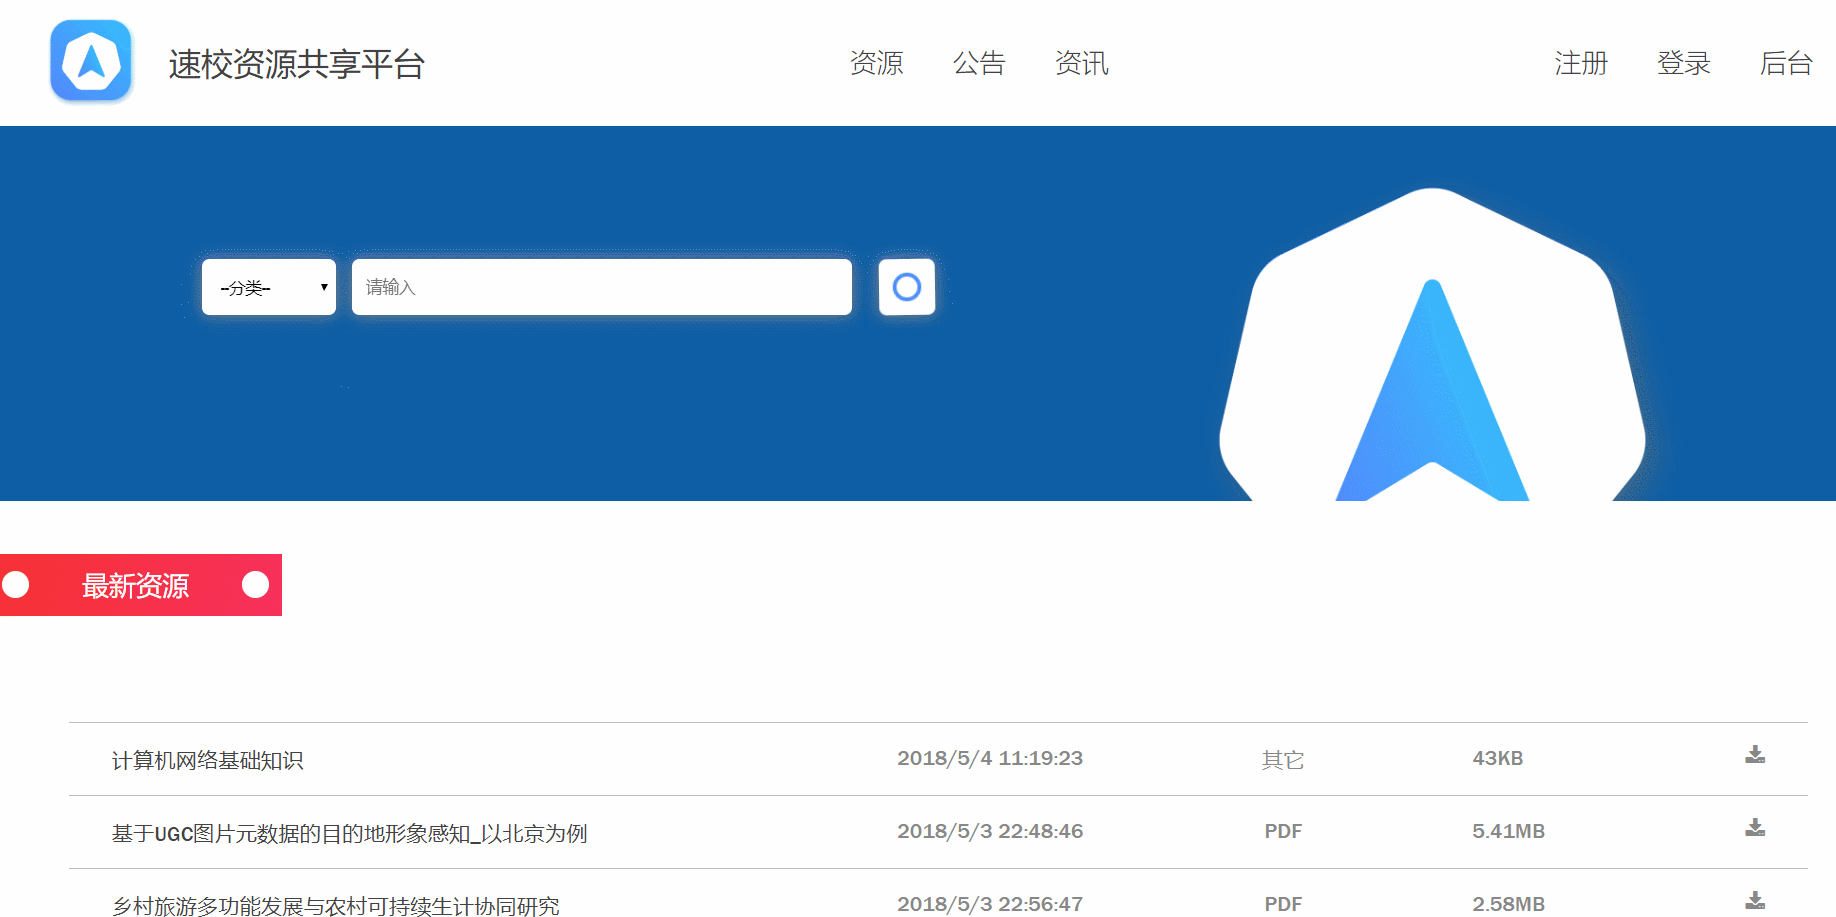 速校资源共享平台 资源 公告 资讯 注册 登录 后台
--分类-- 请输入
最新资源
计算机网络基础知识 2018/5/4 11:19:23 其它 43KB
基于UGC图片元数据的目的地形象感知_以北京为例 2018/5/3 22:48:46 PDF 5.41MB
乡村旅游多功能发展与农村可持续生计协同研究 2018/5/3 22:56:47 PDF 2.58MB